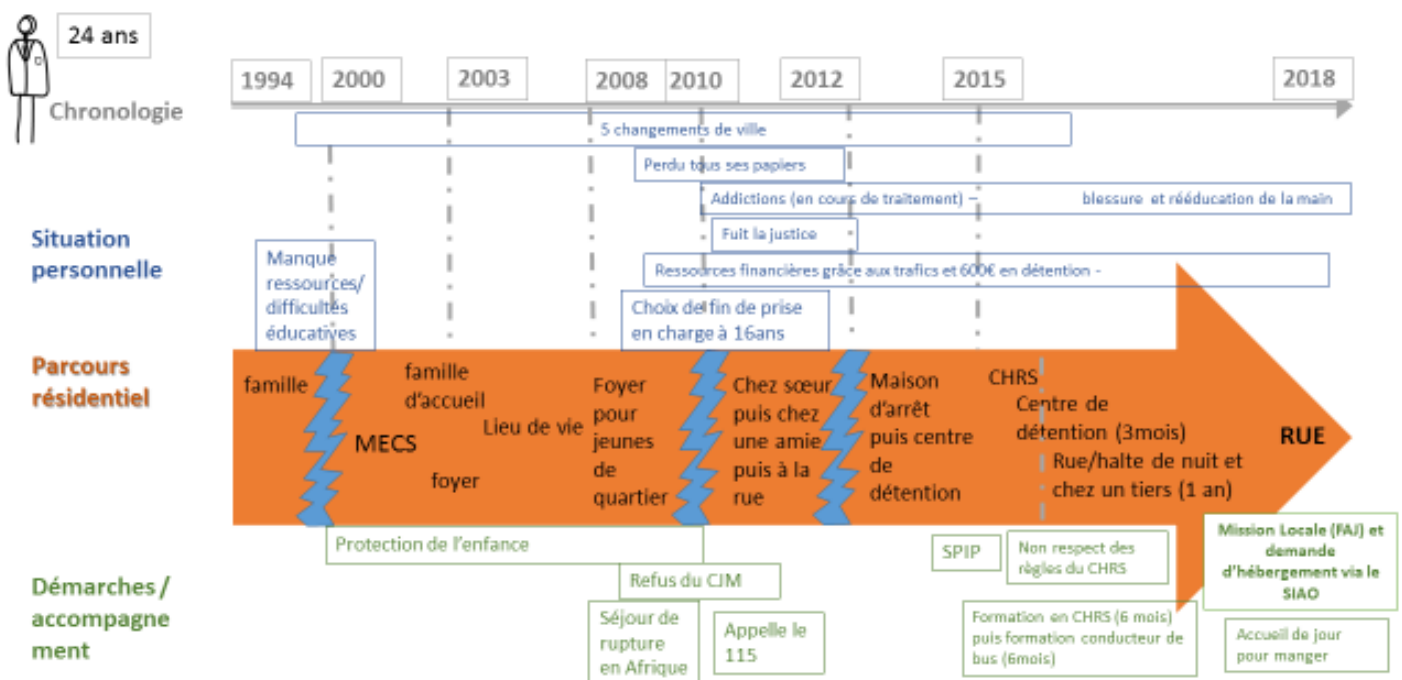 24 ans
Chronologie
1994
2000
2003
2008
2010
2012
2015
2018
5 changements de ville
Perdu tous ses papiers
Addictions (en cours de traitement) – blessure et rééducation de la main
Fuit la justice
Situation
personnelle
Manque
ressources/
difficultés
éducatives
Ressources financières grâce aux trafics et 600€ en détention -
Choix de fin de prise
en charge à 16ans
Parcours
résidentiel
famille
MECS
famille
d'accueil
foyer
Lieu de vie
Foyer
pour
jeunes
de
quartier
Chez sœur
puis chez
une amie
puis à la
rue
Maison
d'arrêt
puis centre
de
détention
CHRS
Centre de
détention (3mois)
Rue/halte de nuit et
chez un tiers (1 an)
RUE
Démarches /
accompagne
ment
Protection de l'enfance
Refus du CJM
Séjour de
rupture
en Afrique
Appelle le
115
SPIP
Non respect des
règles du CHRS
Formation en CHRS (6 mois)
puis formation conducteur de
bus (6mois)
Mission Locale (FAJ) et
demande
d'hébergement via le
SIAO
Accueil de jour
pour manger